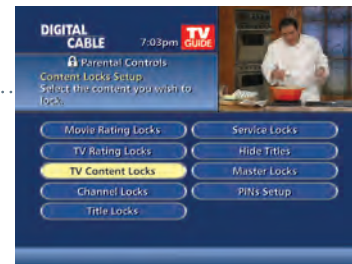 DIGITAL
CABLE
7:03pm
TV
GUIDE
Parental Controls
Content Locks Setup.
Select the content you wish to
lock.
Movie Rating Locks
Service Locks
TV Rating Locks
Hide Titles
TV Content Locks
Master Locks
Channel Locks
PINs Setup
Title Locks